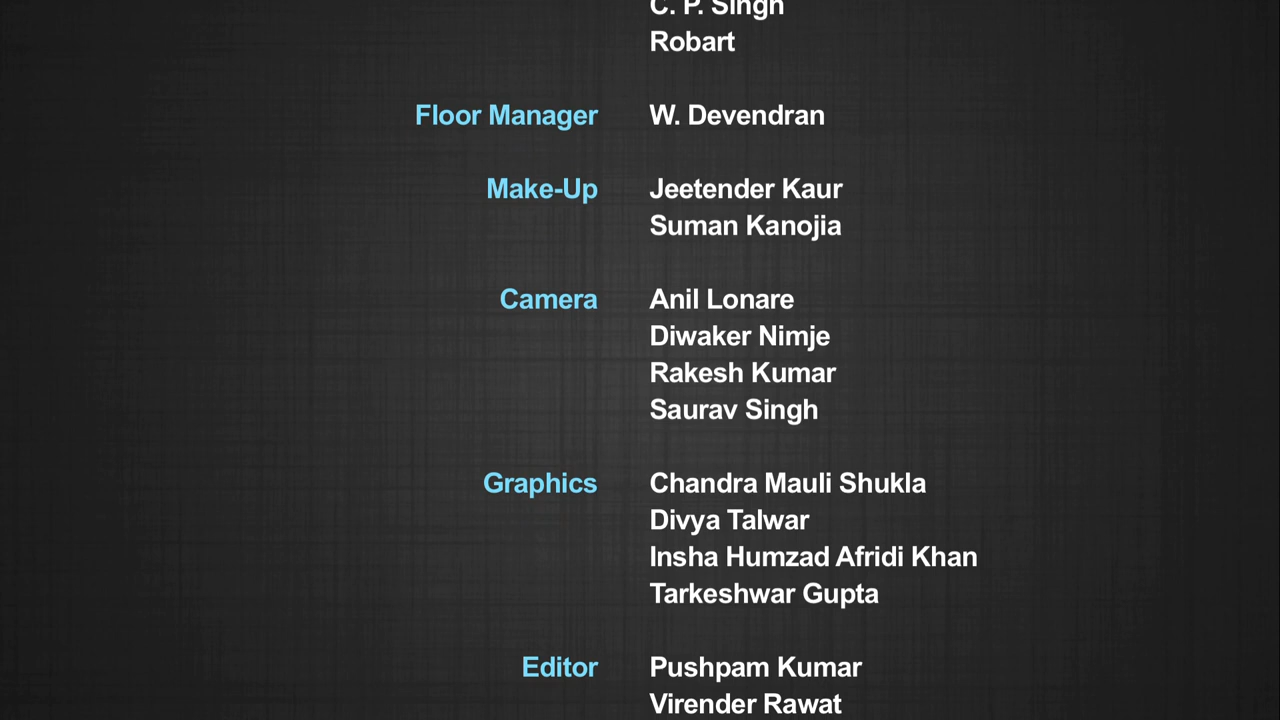 C. P. Singh
Robart
Floor Manager W. Devendran
Make-Up Jeetender Kaur
Suman Kanojia
Camera Anil Lonare
Diwaker Nimje
Rakesh Kumar
Saurav Singh
Graphics Chandra Mauli Shukla
Divya Talwar
Insha Humzad Afridi Khan
Tarkeshwar Gupta
Editor Pushpam Kumar
Virender Rawat